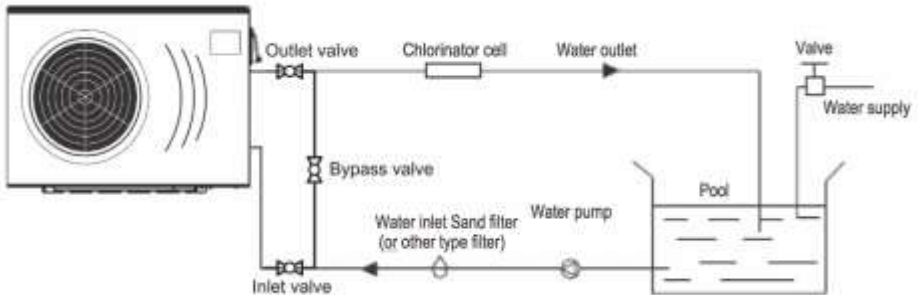 Outlet valve
Chlorinator cell
Water outlet
Valve
Water supply
Bypass valve
Pool
Water inlet Sand filter
(or other type filter)
Water pump
Inlet valve